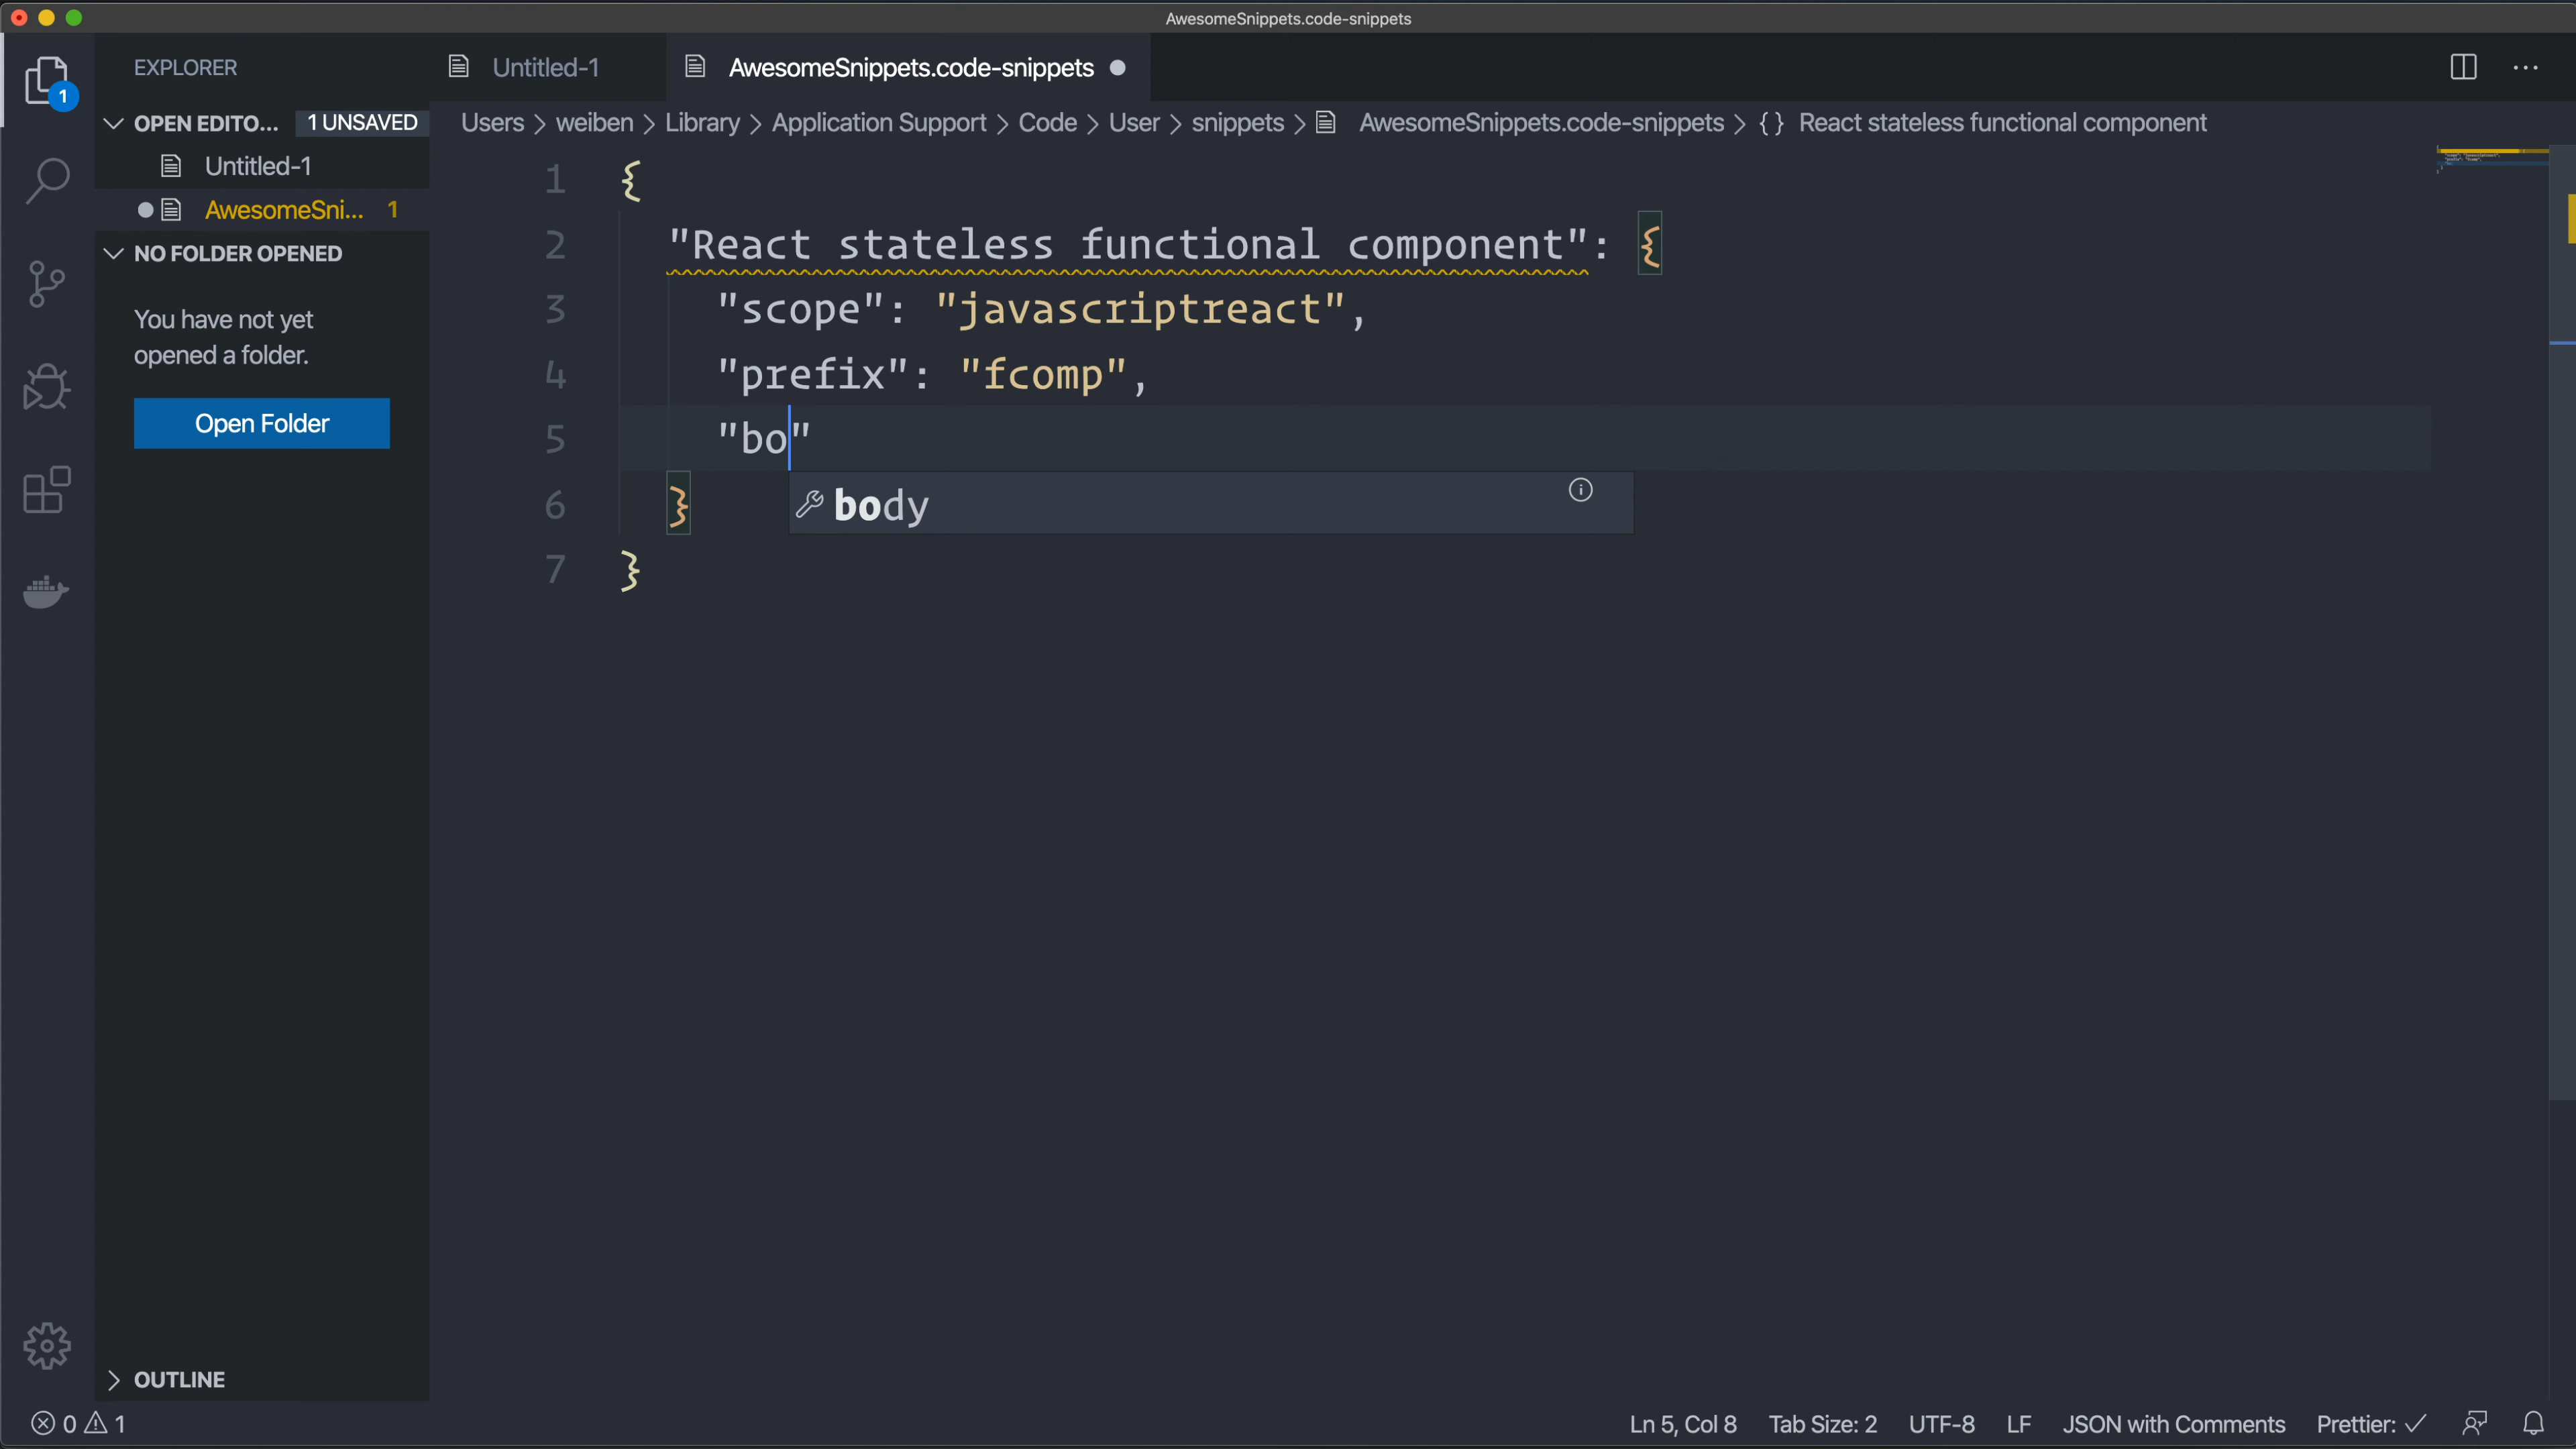 AwesomeSnippets.code-snippets
EXPLORER
OPEN EDITO... 1 UNSAVED
Untitled-1
AwesomeSni... 1
NO FOLDER OPENED
You have not yet
opened a folder.
Open Folder
OUTLINE
1
Untitled-1 AwesomeSnippets.code-snippets
Users > weiben > Library > Application Support > Code > User > snippets > AwesomeSnippets.code-snippets > {} React stateless functional component
1 {
2 "React stateless functional component": {
3 "scope": "javascriptreact",
4 "prefix": "fcomp",
5 "bo"
6 } body
7 }
0 1 Ln 5, Col 8 Tab Size: 2 UTF-8 LF JSON with Comments Prettier: ✓